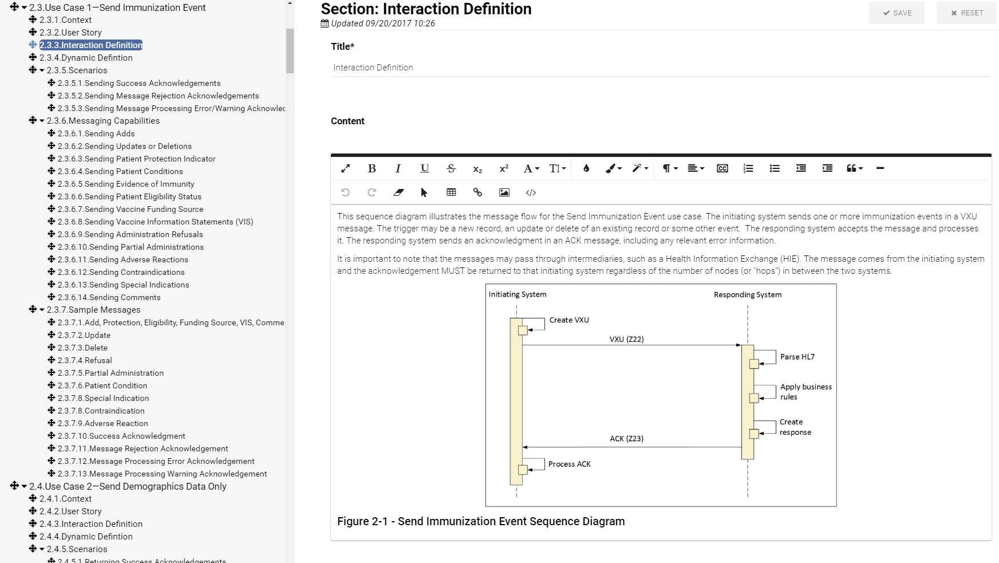 2.3.Use Case 1—Send Immunization Event
2.3.1.Context
2.3.2.User Story
2.3.3.Interaction Definition
2.3.4.Dynamic Defintion
2.3.5.Scenarios
2.3.5.1.Sending Success Acknowledgements
2.3.5.2.Sending Message Rejection Acknowledgements
2.3.5.3.Sending Message Processing Error/Warning Acknowlec
2.3.6.Messaging Capabilities
2.3.6.1.Sending Adds
2.3.6.2.Sending Updates or Deletions
2.3.6.3.Sending Patient Protection Indicator
2.3.6.4.Sending Patient Conditions
2.3.6.5.Sending Evidence of Immunity
2.3.6.6.Sending Patient Eligibility Status
2.3.6.7.Sending Vaccine Funding Source
2.3.6.8.Sending Vaccine Information Statements (VIS)
2.3.6.9.Sending Administration Refusals
2.3.6.10.Sending Partial Administrations
2.3.6.11.Sending Adverse Reactions
2.3.6.12.Sending Contraindications
2.3.6.13.Sending Special Indications
2.3.6.14.Sending Comments
2.3.7.Sample Messages
2.3.7.1.Add, Protection, Eligibility, Funding Source, VIS, Comme
2.3.7.2.Update
2.3.7.3.Delete
2.3.7.4.Refusal
2.3.7.5.Partial Administration
2.3.7.6.Patient Condition
2.3.7.8.Special Indication
2.3.7.8.Contraindication
2.3.7.9.Adverse Reaction
2.3.7.10.Success Acknowledgment
2.3.7.11.Message Rejection Acknowledgement
2.3.7.12.Message Processing Error Acknowledgement
2.3.7.13.Message Processing Warning Acknowledgement
2.4.Use Case 2—Send Demographics Data Only
2.4.1.Context
2.4.2.User Story
2.4.3.Interaction Definition
2.4.4.Dynamic Defintion
2.4.5.Scenarios
2.4.5.1.Returning Success Acknowledgements
Section: Interaction Definition
Updated 09/20/2017 10:26
SAVE
RESET
Title*
Interaction Definition
Content
This sequence diagram illustrates the message flow for the Send Immunization Event use case. The initiating system sends one or more immunization events in a VXU
message. The trigger may be a new record, an update or delete of an existing record or some other event.  The responding system accepts the message and processes
it. The responding system sends an acknowledgment in an ACK message, including any relevant error information.
It is important to note that the messages may pass through intermediaries, such as a Health Information Exchange (HIE). The message comes from the initiating system
and the acknowledgement MUST be returned to that initiating system regardless of the number of nodes (or "hops") in between the two systems.
Initiating System
Responding System
Create VXU
VXU (Z22)
Parse HL7
Apply business
rules
Create
response
ACK (Z23)
Process ACK
Figure 2-1 - Send Immunization Event Sequence Diagram